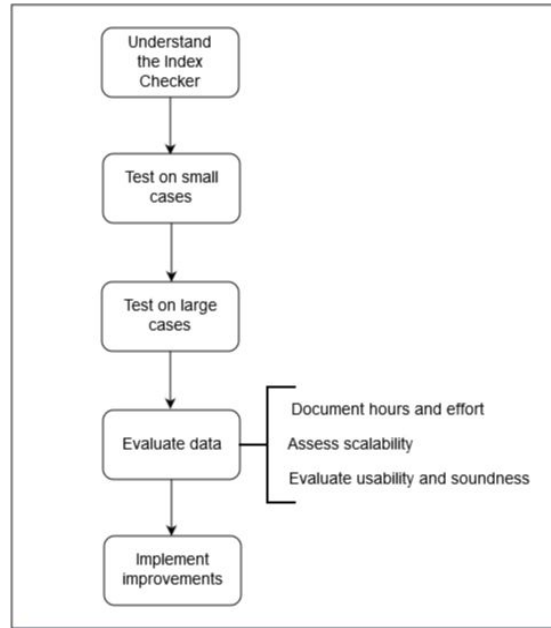 Understand
the Index
Checker
Test on small
cases
Test on large
cases
Evaluate data
Document hours and effort
Assess scalability
Evaluate usability and soundness
Implement
improvements